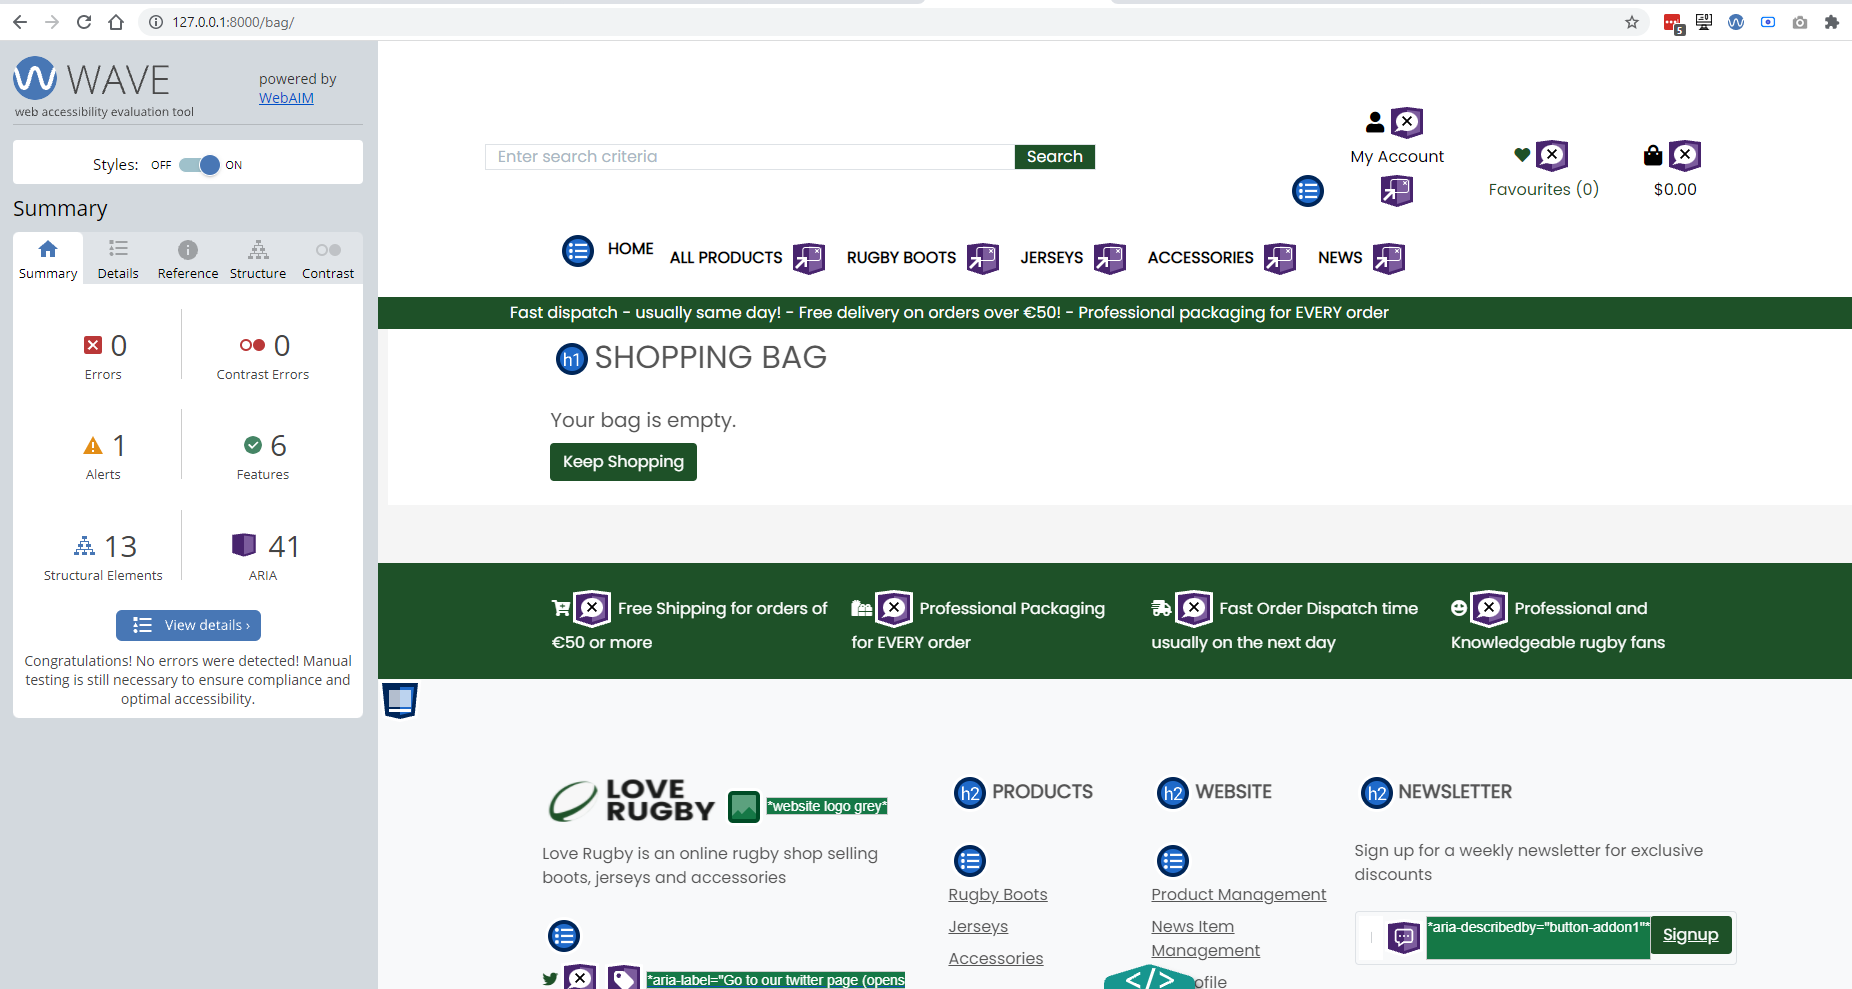 127.0.0.1:8000/bag/
5
WAVE
powered by
WebAIM
web accessibility evaluation tool
Styles: OFF ON
Summary
Summary Details Reference Structure Contrast
0
Errors
0
Contrast Errors
1
Alerts
6
Features
13
Structural Elements
41
ARIA
View details ›
Congratulations! No errors were detected! Manual
testing is still necessary to ensure compliance and
optimal accessibility.
Enter search criteria
Search
My Account
Favourites (0)
$0.00
HOME
ALL PRODUCTS
RUGBY BOOTS
JERSEYS
ACCESSORIES
NEWS
Fast dispatch - usually same day! - Free delivery on orders over €50! - Professional packaging for EVERY order
h1 SHOPPING BAG
Your bag is empty.
Keep Shopping
Free Shipping for orders of
€50 or more
Professional Packaging
for EVERY order
Fast Order Dispatch time
usually on the next day
Professional and
Knowledgeable rugby fans
LOVE
RUGBY
*website logo grey*
Love Rugby is an online rugby shop selling
boots, jerseys and accessories
*aria-label="Go to our twitter page (opens
h2 PRODUCTS
Rugby Boots
Jerseys
Accessories
h2 WEBSITE
Product Management
News Item
Management
ofile
</>
h2 NEWSLETTER
Sign up for a weekly newsletter for exclusive
discounts
*aria-describedby="button-addon1"*
Signup